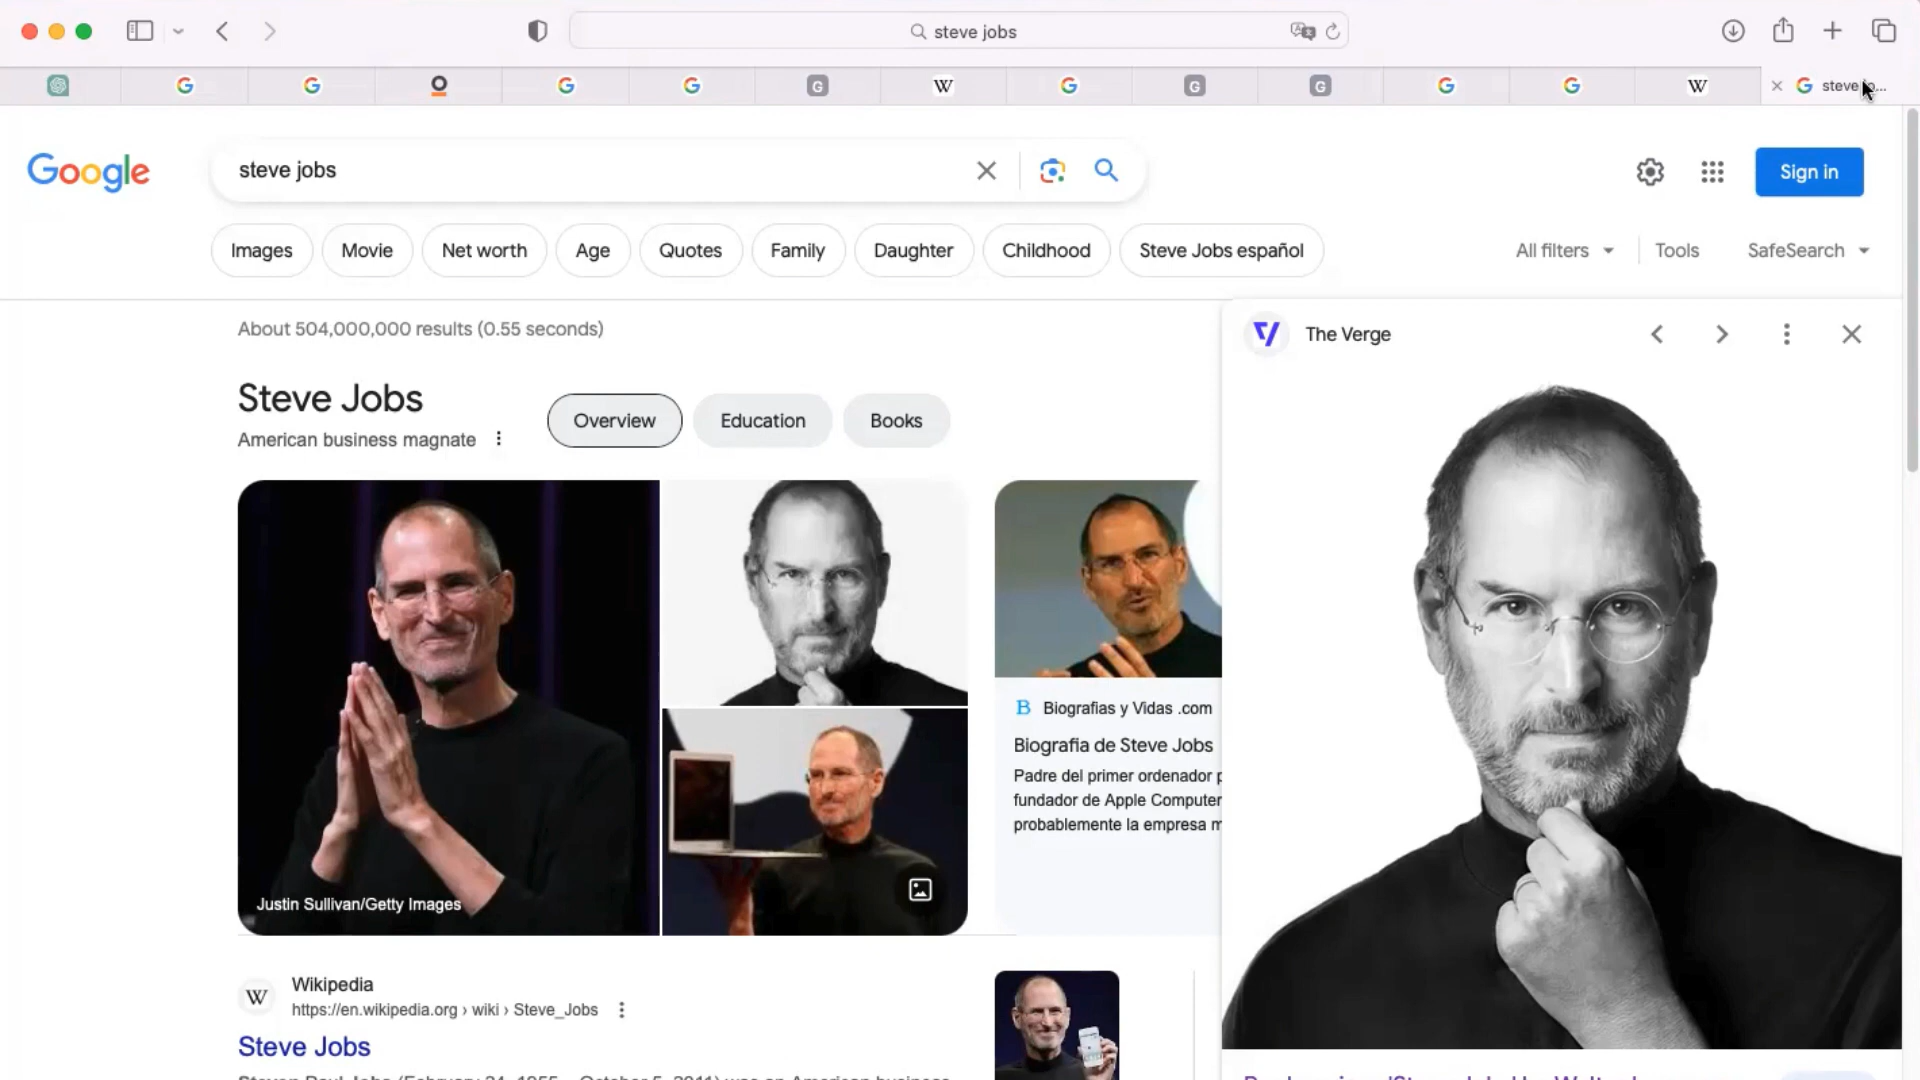 steve jobs
steve jo...
Google
steve jobs
Sign in
Images
Movie
Net worth
Age
Quotes
Family
Daughter
Childhood
Steve Jobs español
All filters
Tools
SafeSearch
About 504,000,000 results (0.55 seconds)
The Verge
Steve Jobs
American business magnate
Overview
Education
Books
Justin Sullivan/Getty Images
B Biografias y Vidas .com
Biografia de Steve Jobs
Padre del primer ordenador p
fundador de Apple Computer
probablemente la empresa m
W
Wikipedia
https://en.wikipedia.org › wiki › Steve_Jobs
Steve Jobs